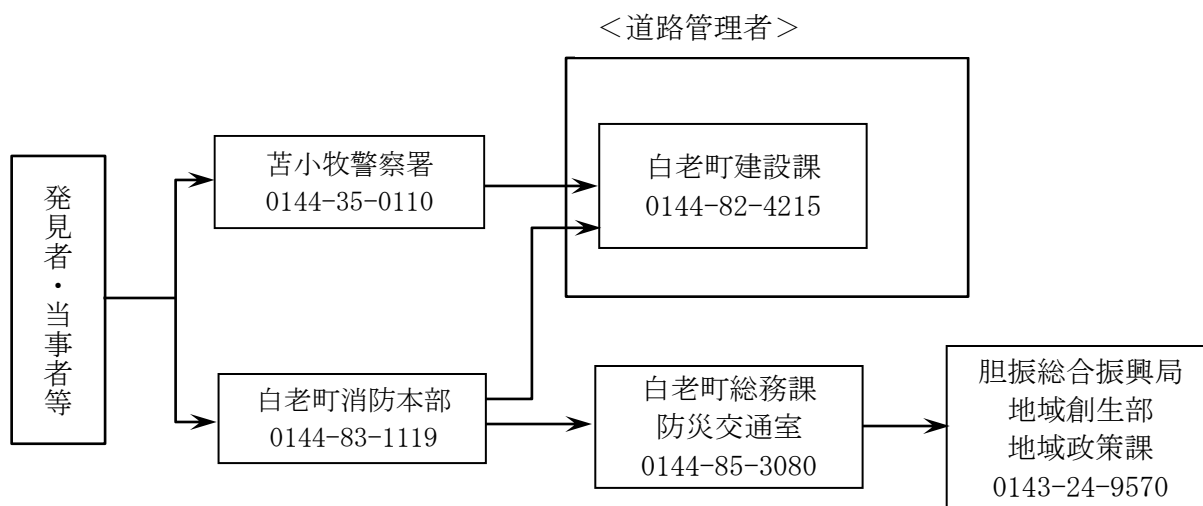 ＜道路管理者＞
発見者・当事者等
苫小牧警察署
0144-35-0110
白老町建設課
0144-82-4215
白老町消防本部
0144-83-1119
白老町総務課
防災交通室
0144-85-3080
胆振総合振興局
地域創生部
地域政策課
0143-24-9570